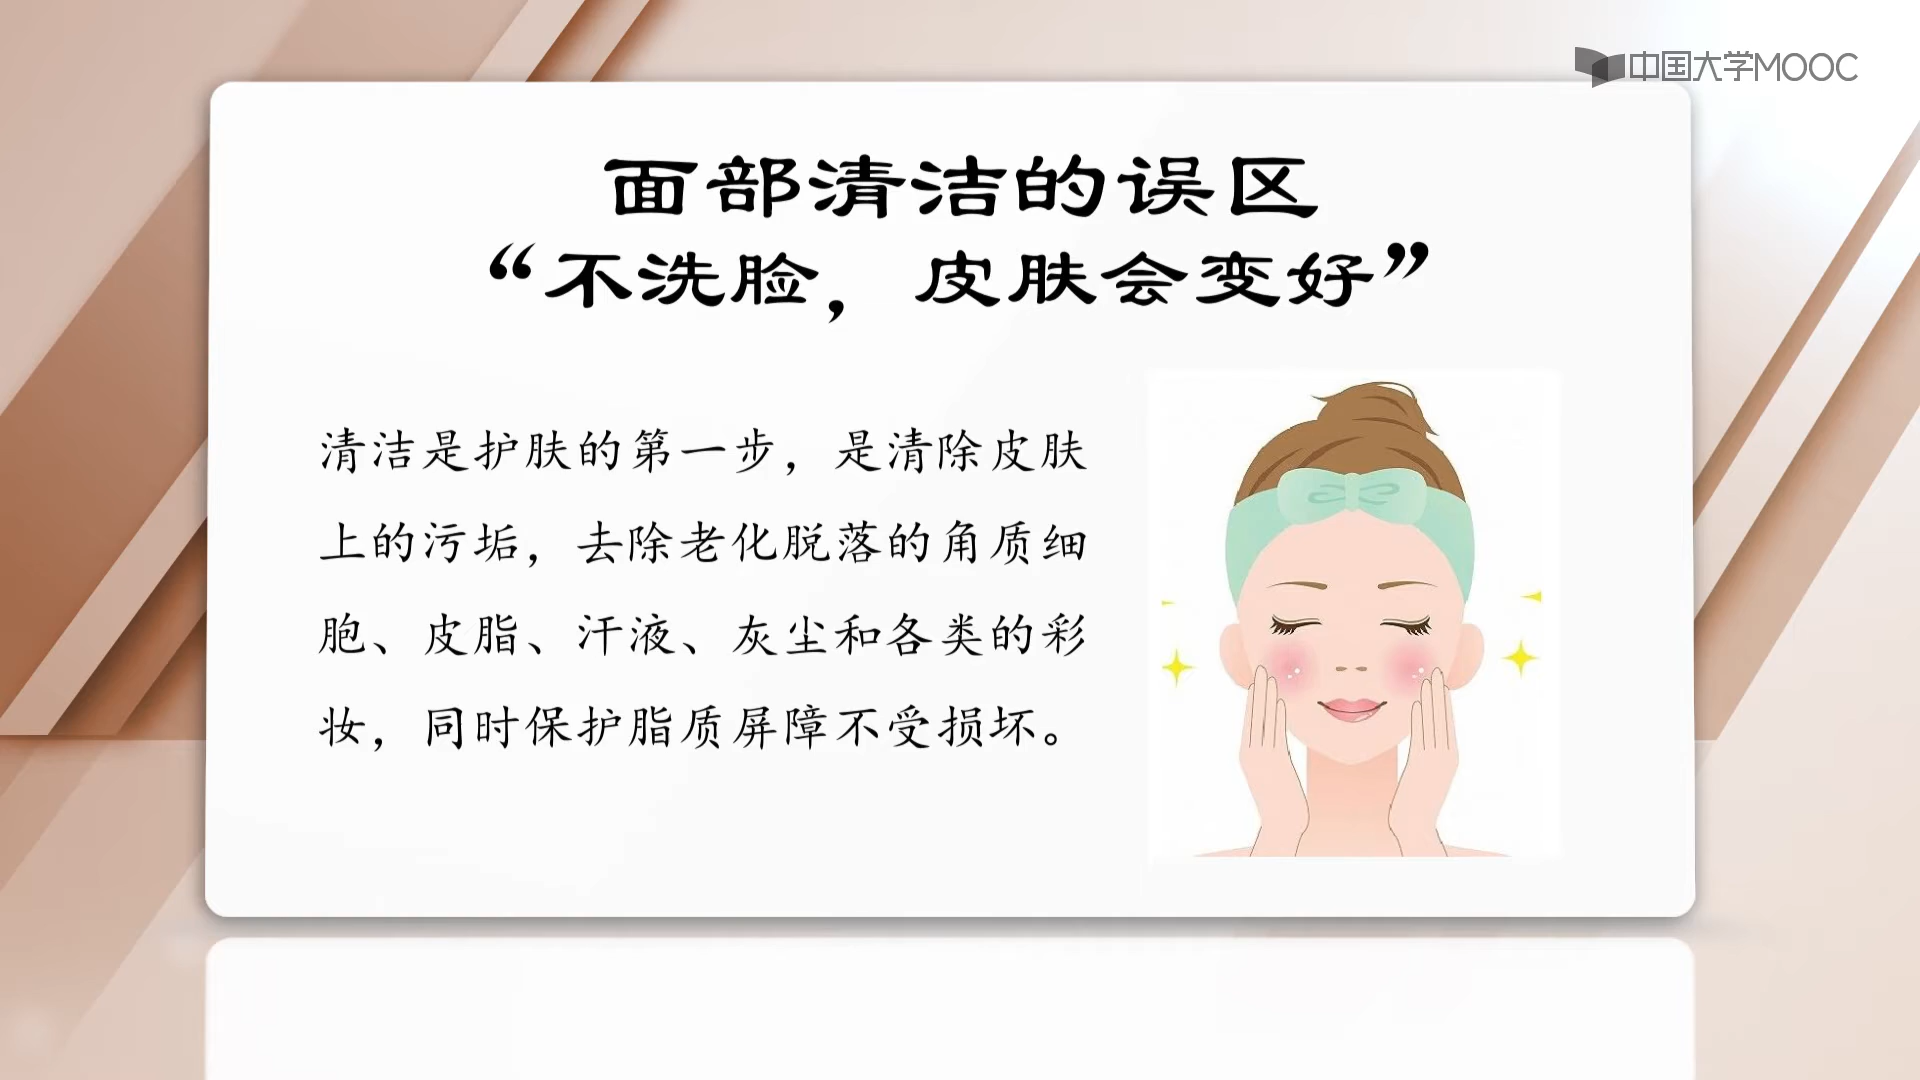 中国大学MOOC
面部清洁的误区
“不洗脸，皮肤会变好”
清洁是护肤的第一步，是清除皮肤
上的污垢，去除老化脱落的角质细
胞、皮脂、汗液、灰尘和各类的彩
妆，同时保护脂质屏障不受损坏。